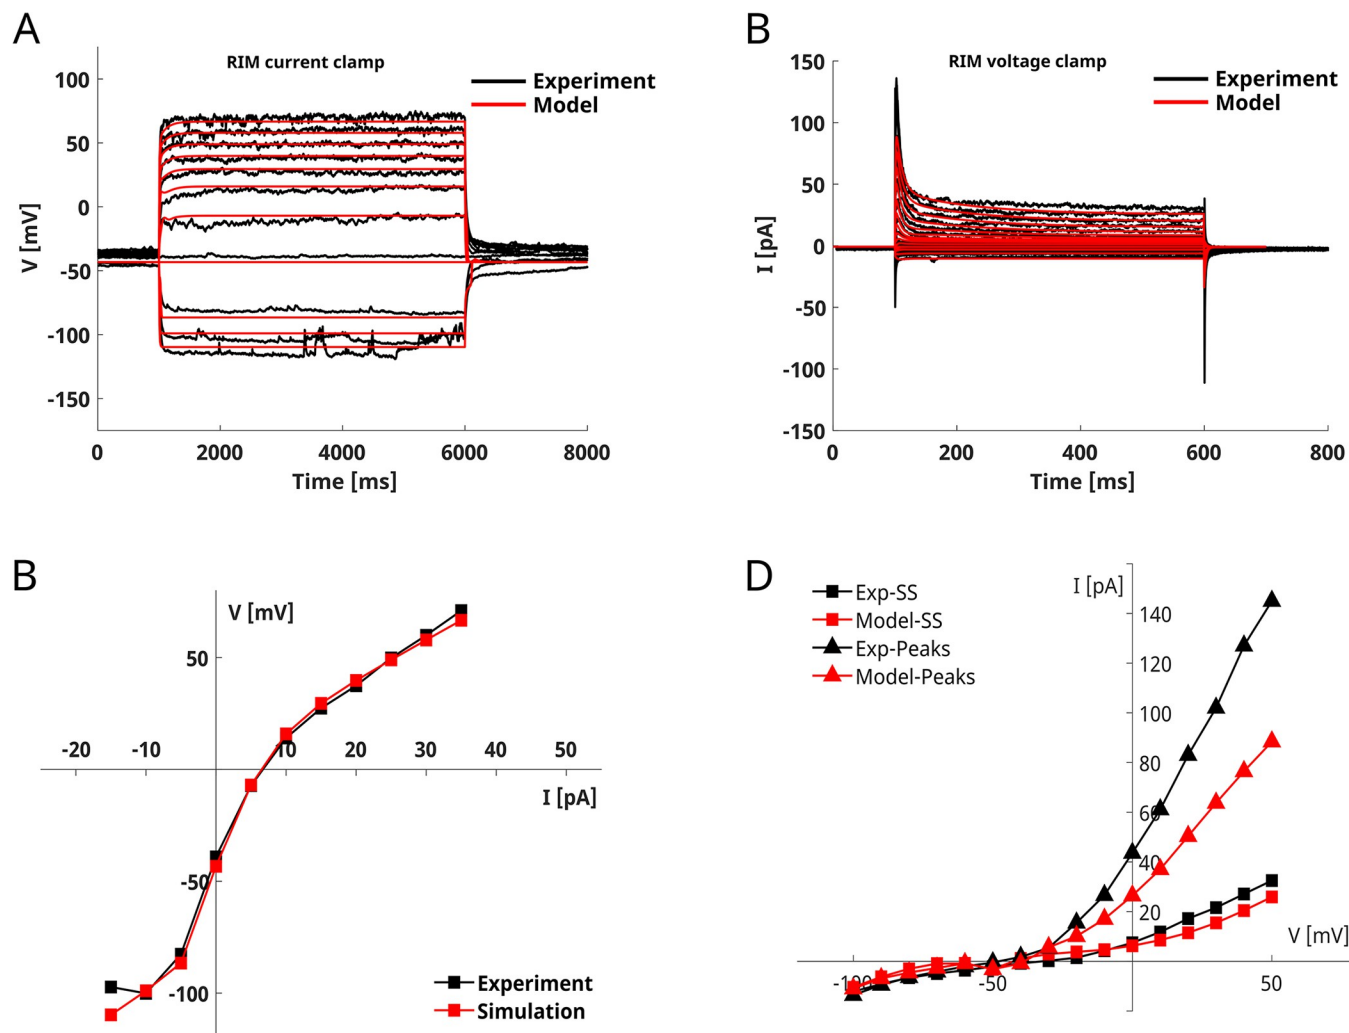 A
RIM current clamp
Experiment
Model
100
50
0
-50
-100
-150
V [mV]
0 2000 4000 6000 8000
Time [ms]
B
RIM voltage clamp
Experiment
Model
150
100
50
0
-50
-100
-150
I [pA]
0 200 400 600 800
Time [ms]
B
V [mV]
50
-20 -10 10 20 30 40 50
I [pA]
-50
-100
Experiment
Simulation
D
I [pA]
Exp-SS
Model-SS
Exp-Peaks
Model-Peaks
140
120
100
80
60
40
20
V [mV]
-100 -50 50